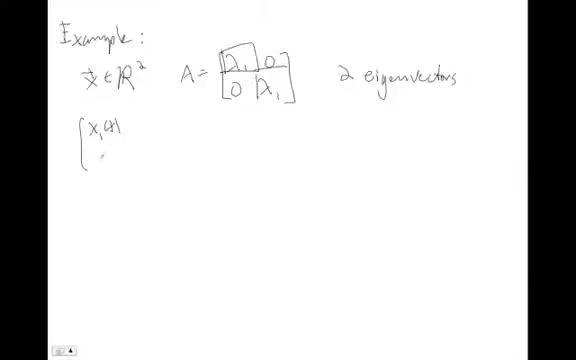 Example:
x⃗ ∈ ℝ² A = [λ₁ 0
0 λ₁] 2 eigenvectors
[x₁(t)